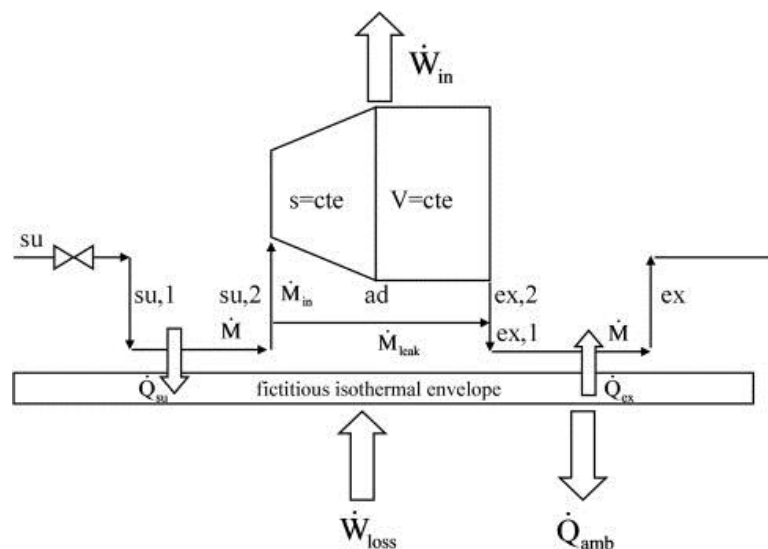 Ẇin
s=cte V=cte
su
su,1 su,2 Ṁin ad ex,2 ex
Ṁ Ṁleak ex,1 Ṁ
Q̇su fictitious isothermal envelope Q̇ex
Ẇloss Q̇amb